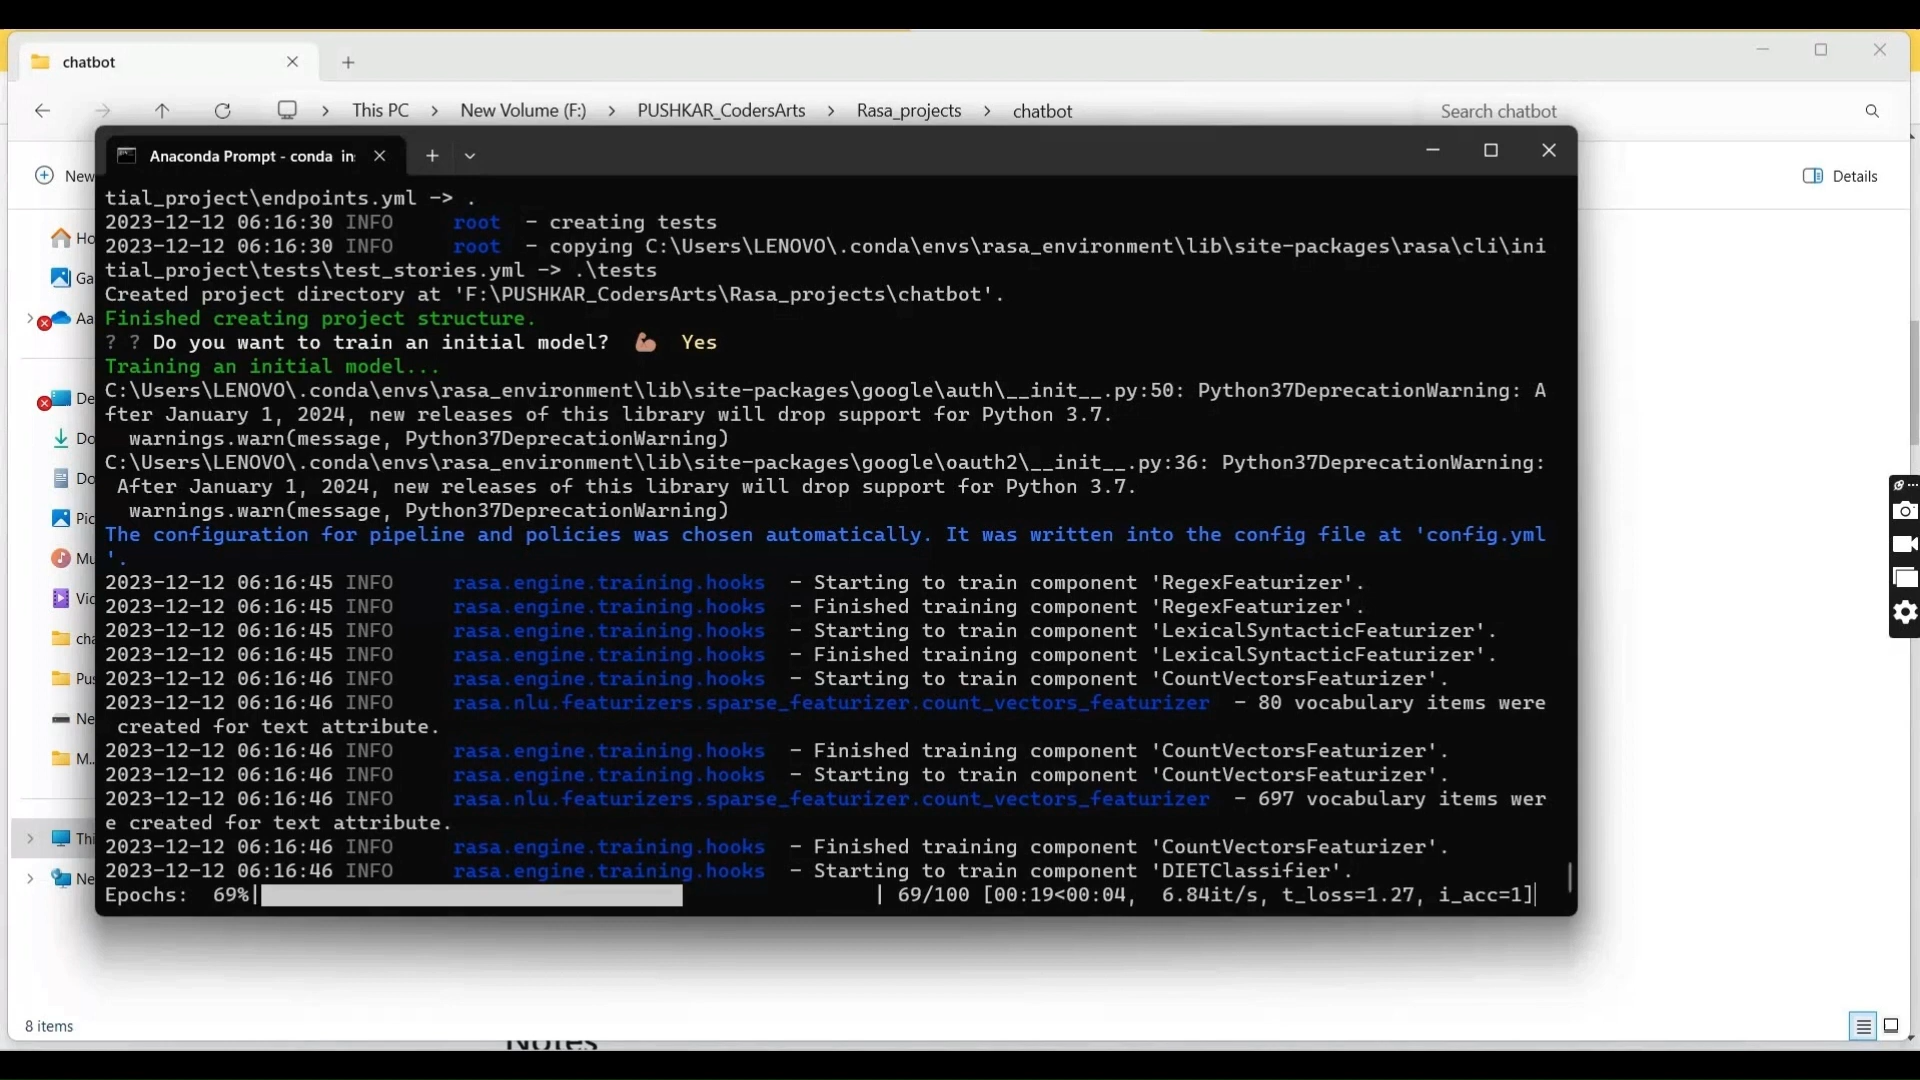 chatbot
This PC > New Volume (F:) > PUSHKAR_CodersArts > Rasa_projects > chatbot
Search chatbot
Anaconda Prompt - conda in
New
Details
tial_project\endpoints.yml -> .
2023-12-12 06:16:30 INFO root - creating tests
2023-12-12 06:16:30 INFO root - copying C:\Users\LENOVO\.conda\envs\rasa_environment\lib\site-packages\rasa\cli\ini
tial_project\tests\test_stories.yml -> .\tests
Created project directory at 'F:\PUSHKAR_CodersArts\Rasa_projects\chatbot'.
Finished creating project structure.
? ? Do you want to train an initial model? 💪🏽 Yes
Training an initial model...
C:\Users\LENOVO\.conda\envs\rasa_environment\lib\site-packages\google\auth\__init__.py:50: Python37DeprecationWarning: A
fter January 1, 2024, new releases of this library will drop support for Python 3.7.
warnings.warn(message, Python37DeprecationWarning)
C:\Users\LENOVO\.conda\envs\rasa_environment\lib\site-packages\google\oauth2\__init__.py:36: Python37DeprecationWarning:
After January 1, 2024, new releases of this library will drop support for Python 3.7.
warnings.warn(message, Python37DeprecationWarning)
The configuration for pipeline and policies was chosen automatically. It was written into the config file at 'config.yml
'.
2023-12-12 06:16:45 INFO rasa.engine.training.hooks - Starting to train component 'RegexFeaturizer'.
2023-12-12 06:16:45 INFO rasa.engine.training.hooks - Finished training component 'RegexFeaturizer'.
2023-12-12 06:16:45 INFO rasa.engine.training.hooks - Starting to train component 'LexicalSyntacticFeaturizer'.
2023-12-12 06:16:45 INFO rasa.engine.training.hooks - Finished training component 'LexicalSyntacticFeaturizer'.
2023-12-12 06:16:46 INFO rasa.engine.training.hooks - Starting to train component 'CountVectorsFeaturizer'.
2023-12-12 06:16:46 INFO rasa.nlu.featurizers.sparse_featurizer.count_vectors_featurizer - 80 vocabulary items were
created for text attribute.
2023-12-12 06:16:46 INFO rasa.engine.training.hooks - Finished training component 'CountVectorsFeaturizer'.
2023-12-12 06:16:46 INFO rasa.engine.training.hooks - Starting to train component 'CountVectorsFeaturizer'.
2023-12-12 06:16:46 INFO rasa.nlu.featurizers.sparse_featurizer.count_vectors_featurizer - 697 vocabulary items wer
e created for text attribute.
2023-12-12 06:16:46 INFO rasa.engine.training.hooks - Finished training component 'CountVectorsFeaturizer'.
2023-12-12 06:16:46 INFO rasa.engine.training.hooks - Starting to train component 'DIETClassifier'.
Epochs: 69%| | 69/100 [00:19<00:04, 6.84it/s, t_loss=1.27, i_acc=1]
Ho
Ga
Aa
De
Do
Do
Pic
Mu
Vic
cha
Pus
Ne
M..
Thi
Ne
8 items
Notes